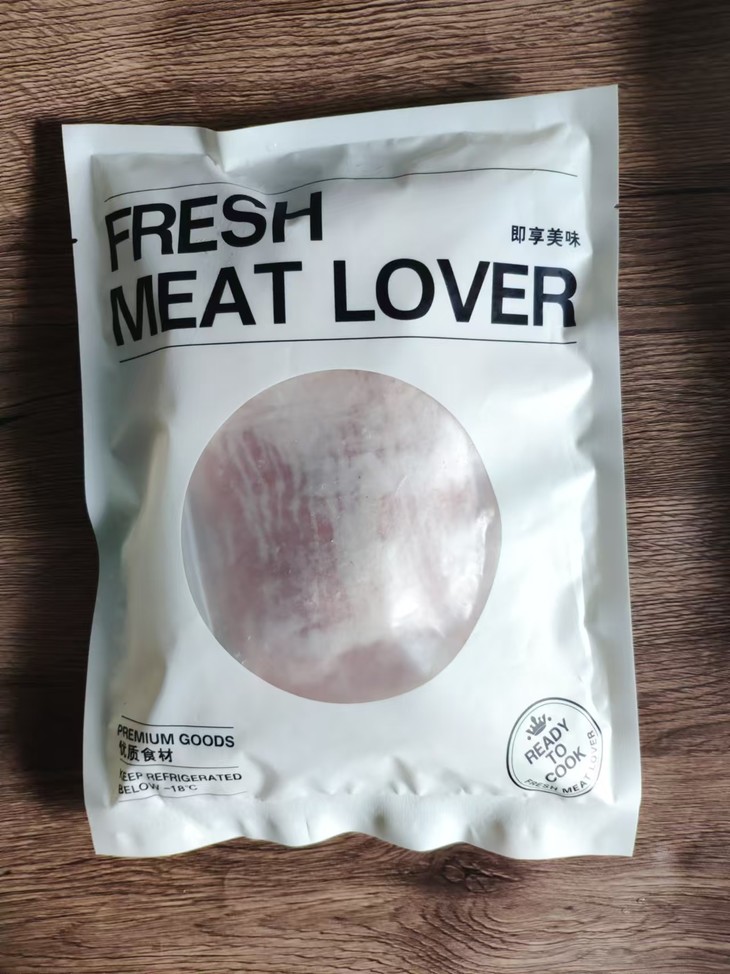 FRESH
即享美味
MEAT LOVER
PREMIUM GOODS
优质食材
KEEP REFRIGERATED
BELOW -18℃
READY
TO
COOK
FRESH MEAT LOVER